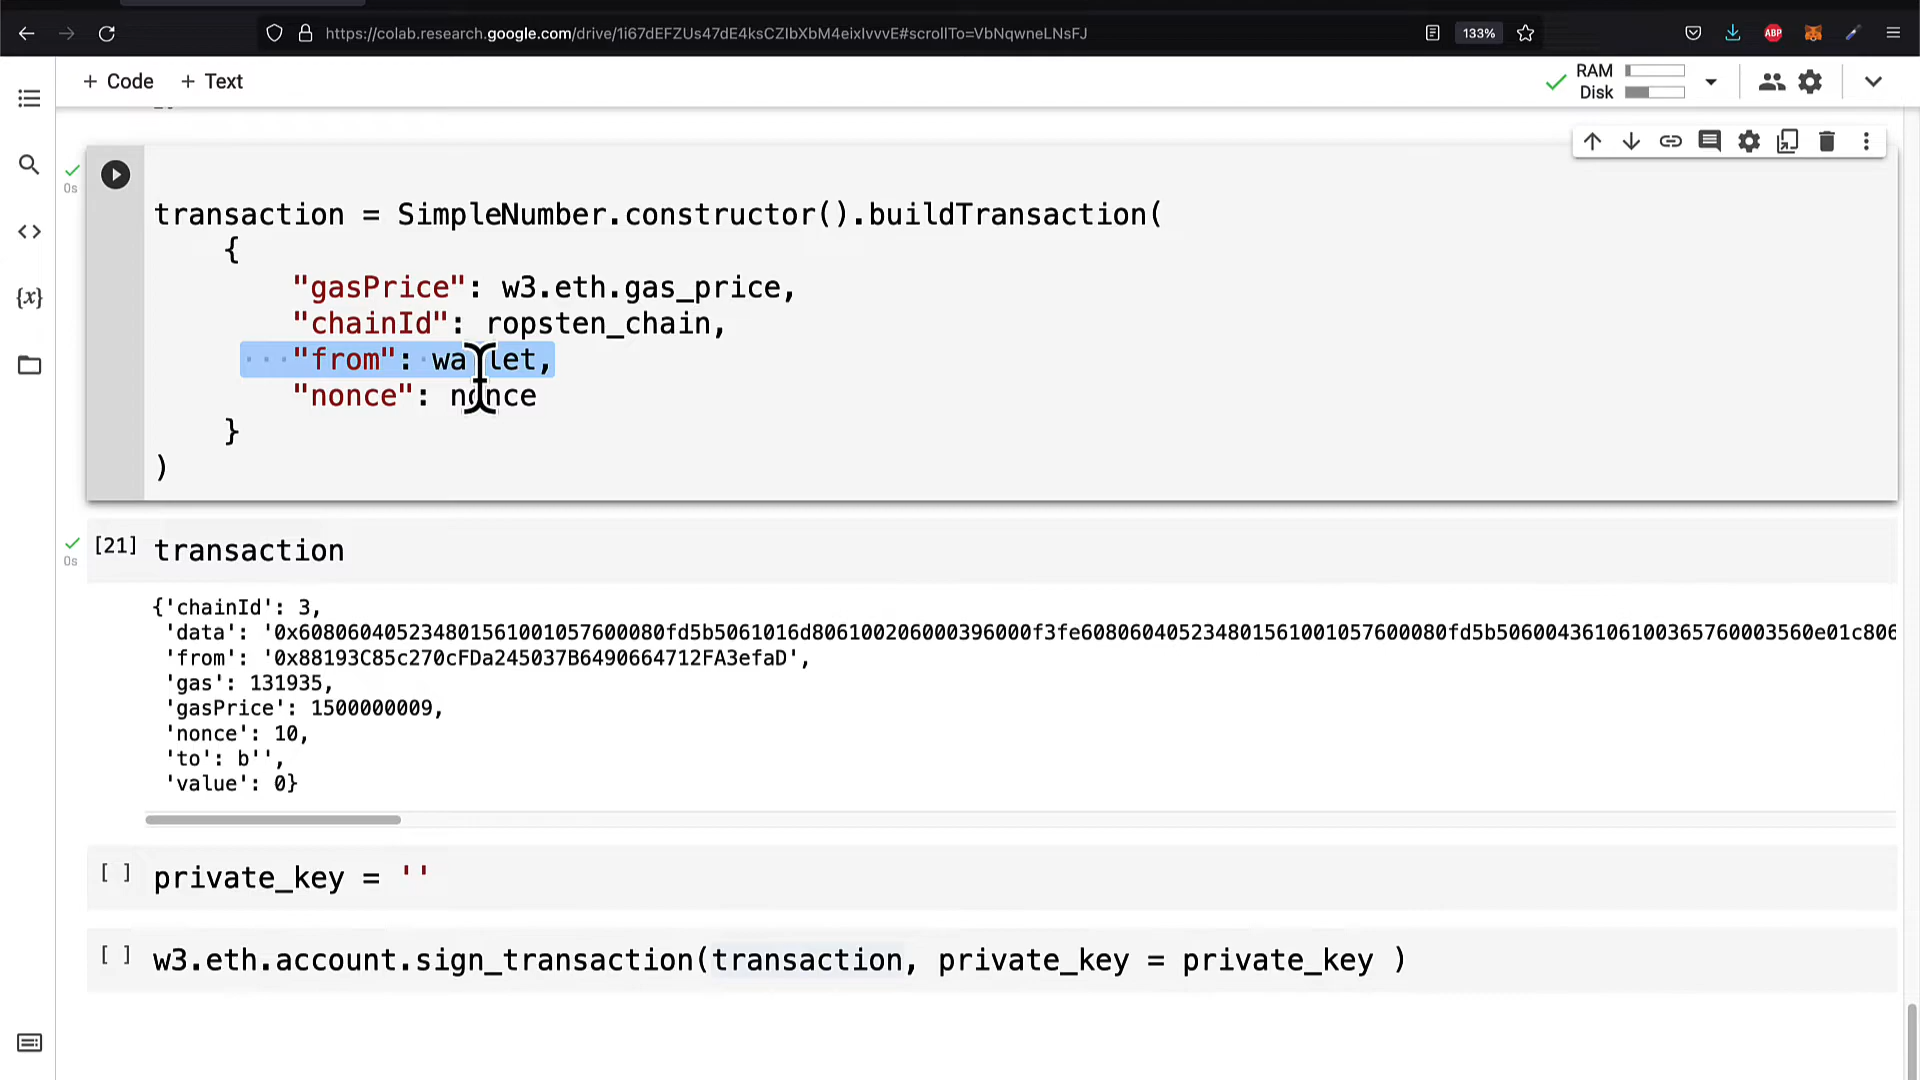 https://colab.research.google.com/drive/1i67dEFZUs47dE4ksCZIbXbM4eixIvvvE#scrollTo=VbNqwneLNsFJ
133%
ABP
+ Code + Text
RAM
Disk
0s
transaction = SimpleNumber.constructor().buildTransaction(
{
"gasPrice": w3.eth.gas_price,
"chainId": ropsten_chain,
"from": wallet,
"nonce": nonce
}
)
0s
[21] transaction
{'chainId': 3,
'data': '0x608060405234801561001057600080fd5b5061016d806100206000396000f3fe608060405234801561001057600080fd5b50600436106100365760003560e01c806
'from': '0x88193C85c270cFDa245037B6490664712FA3efaD',
'gas': 131935,
'gasPrice': 1500000009,
'nonce': 10,
'to': b'',
'value': 0}
[ ] private_key = ''
[ ] w3.eth.account.sign_transaction(transaction, private_key = private_key )